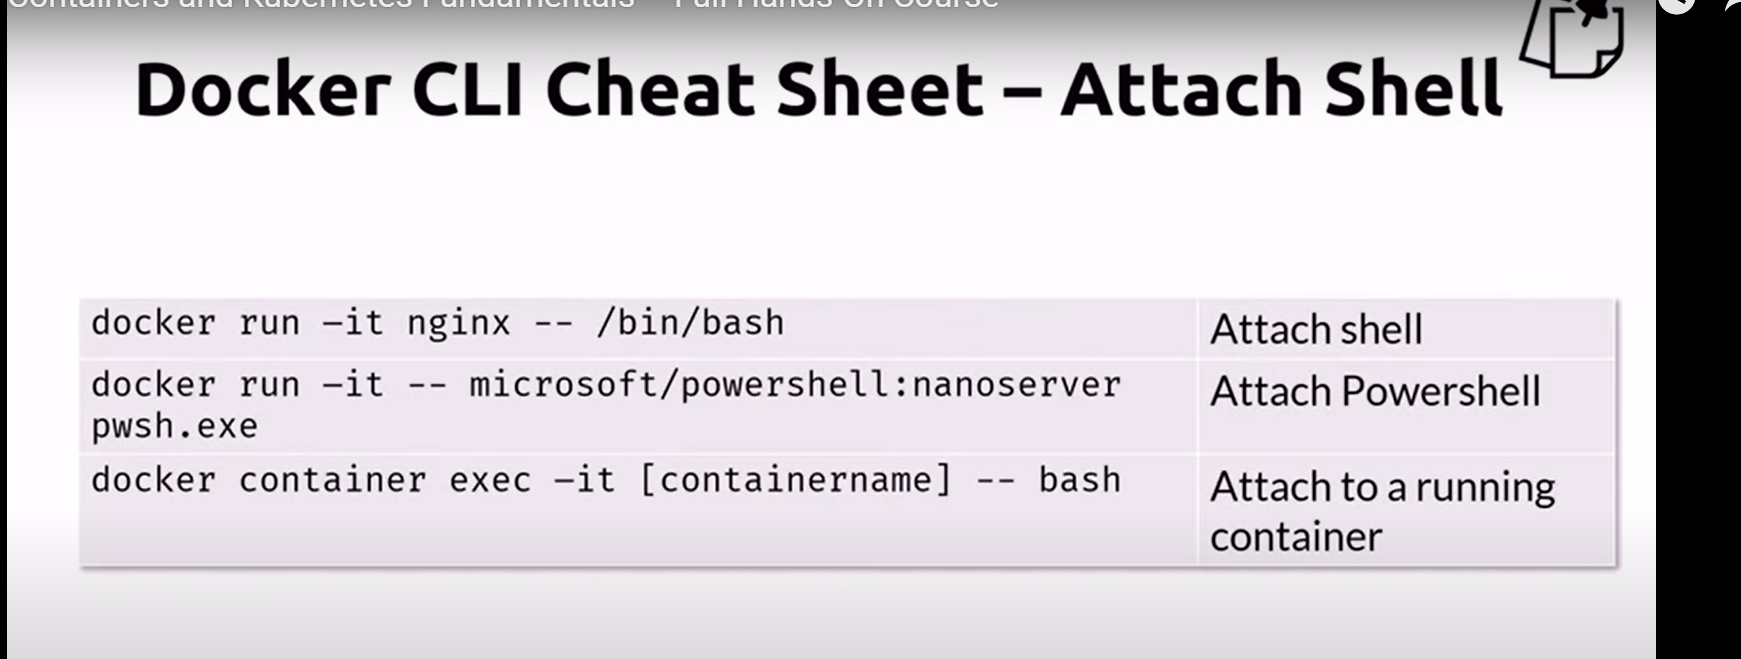 Containers and Kubernetes Fundamentals – Full Hands-On Course
Docker CLI Cheat Sheet – Attach Shell
docker run –it nginx -- /bin/bash
Attach shell
docker run –it -- microsoft/powershell:nanoserver
pwsh.exe
Attach Powershell
docker container exec –it [containername] -- bash
Attach to a running
container